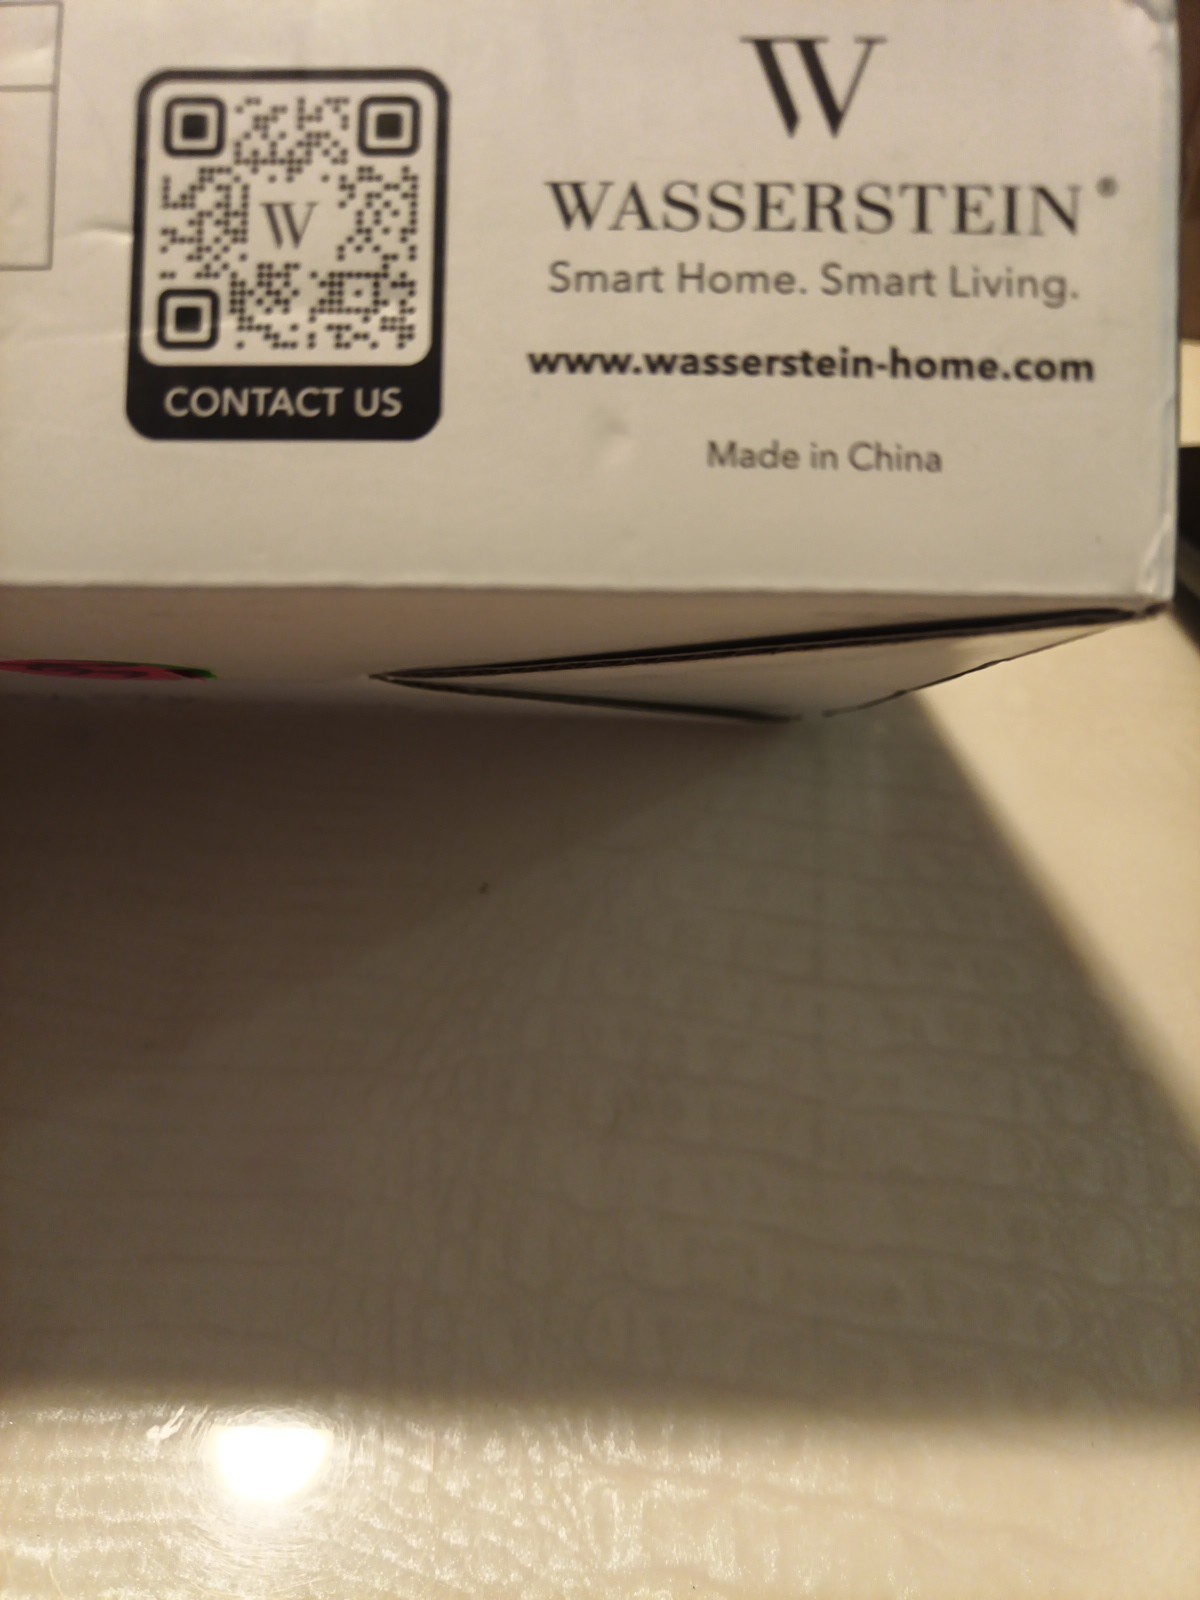 W
WASSERSTEIN®
Smart Home. Smart Living.
www.wasserstein-home.com
Made in China
W
CONTACT US